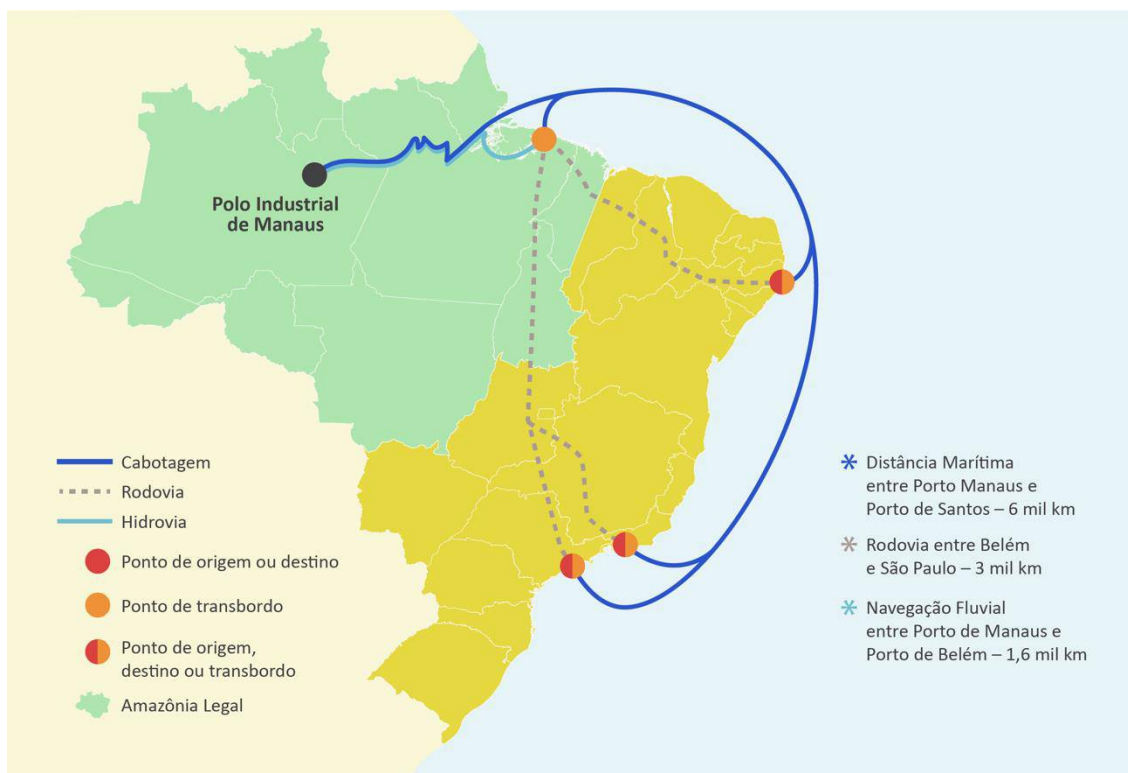 Polo Industrial
de Manaus
Cabotagem
Rodovia
Hidrovia
Ponto de origem ou destino
Ponto de transbordo
Ponto de origem,
destino ou transbordo
Amazônia Legal
Distância Marítima
entre Porto Manaus e
Porto de Santos – 6 mil km
Rodovia entre Belém
e São Paulo – 3 mil km
Navegação Fluvial
entre Porto de Manaus e
Porto de Belém – 1,6 mil km